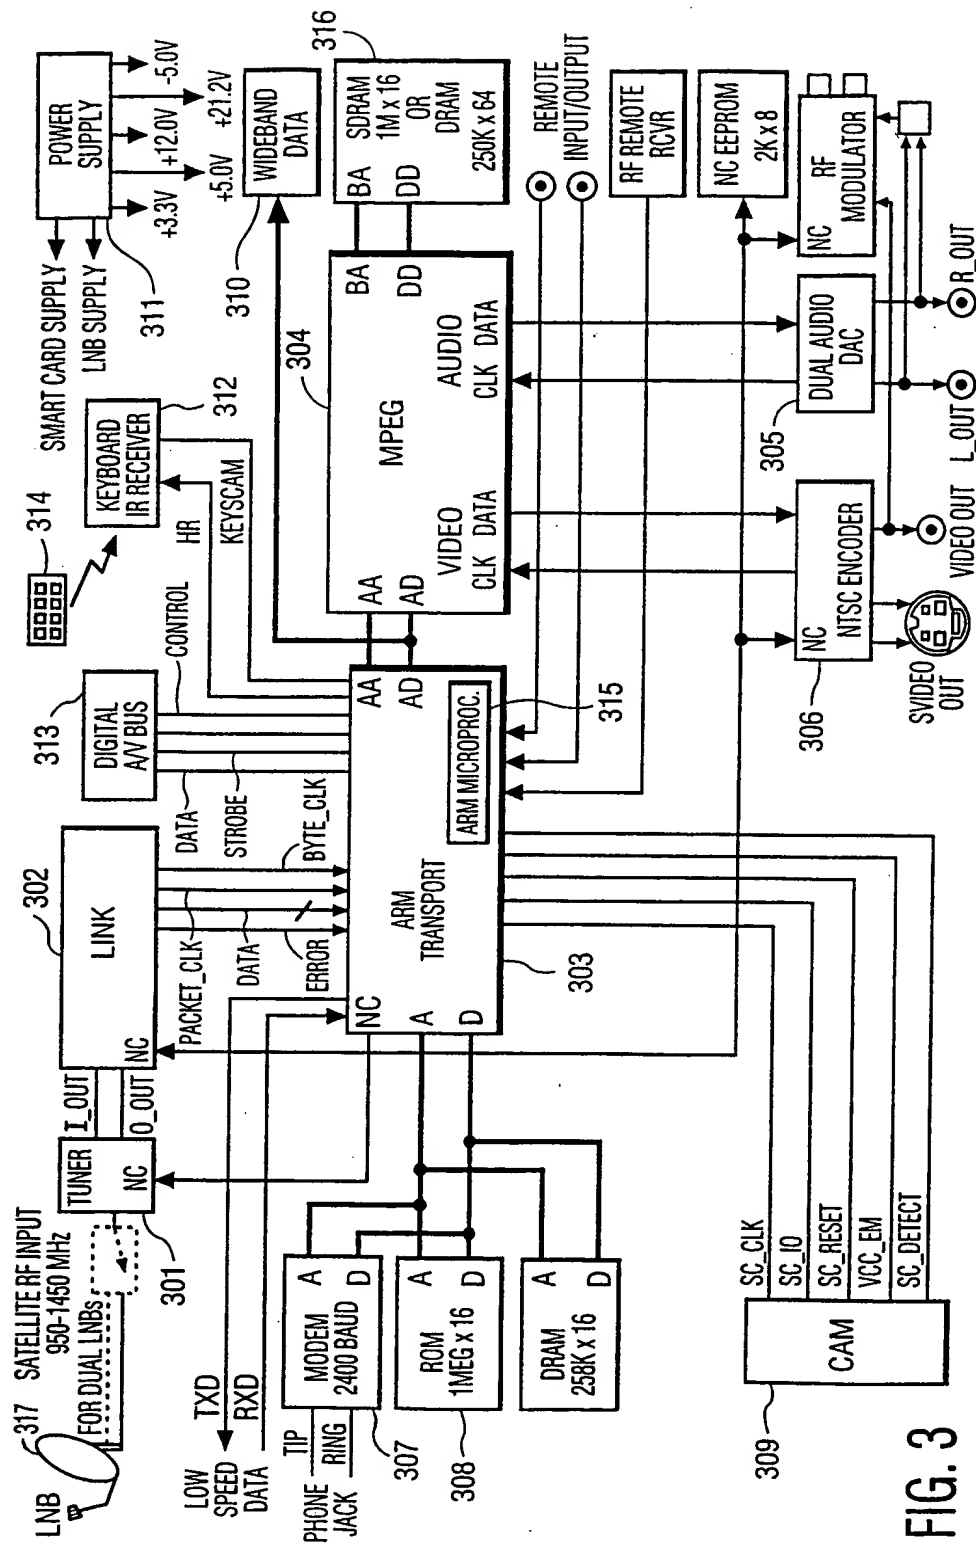 LNB
317
SATELLITE RF INPUT
950-1450 MHz
FOR DUAL LNBs
301
TUNER
NC
I_OUT
O_OUT
302
LINK
NC
PACKET_CLK
DATA
ERROR
BYTE_CLK
313
DIGITAL
A/V BUS
DATA
STROBE
CONTROL
314
312
KEYBOARD
IR RECEIVER
HR
KEYSCAM
SMART CARD SUPPLY
LNB SUPPLY
311
POWER
SUPPLY
+3.3V
+5.0V
+12.0V
+21.2V
-5.0V
LOW
SPEED
DATA
TXD
RXD
PHONE
JACK
TIP
RING
307
MODEM
2400 BAUD
A
D
308
ROM
1MEG x 16
A
D
DRAM
258K x 16
A
D
NC
A
D
ARM
TRANSPORT
303
ARM MICROPROC.
315
AA
AD
AA
AD
304
MPEG
VIDEO
CLK
DATA
AUDIO
CLK
DATA
BA
DD
310
WIDEBAND
DATA
BA
DD
SDRAM
1M x 16
OR
DRAM
250K x 64
316
REMOTE
INPUT/OUTPUT
RF REMOTE
RCVR
NC EEPROM
2K x 8
309
CAM
SC_CLK
SC_IO
SC_RESET
VCC_EM
SC_DETECT
306
NC
NTSC ENCODER
SVIDEO
OUT
VIDEO OUT
305
DUAL AUDIO
DAC
L_OUT
R_OUT
NC
RF
MODULATOR
FIG. 3